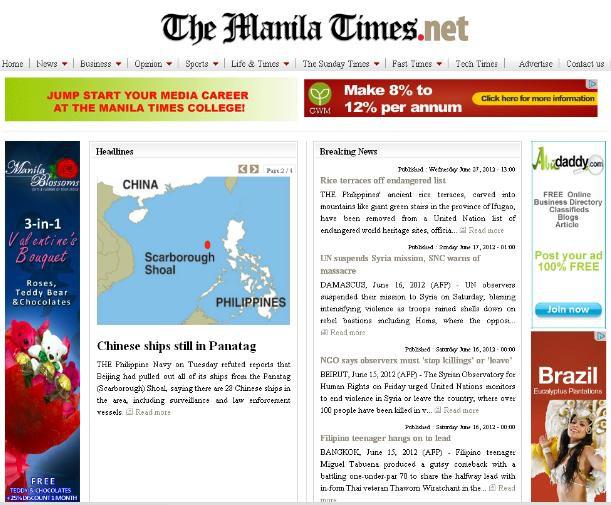 The Manila Times.net
Home News Business Opinion Sports Life & Times The Sunday Times Fast Times Tech Times Advertise Contact us
JUMP START YOUR MEDIA CAREER
AT THE MANILA TIMES COLLEGE!
GWM
Make 8% to
12% per annum
Click here for more information
Manila
Blossoms
3-in-1
Valentine's
Bouquet
Roses,
Teddy Bear
&Chocolates
FREE
TEDDY & CHOCOLATES
+25% DISCOUNT 1 MONTH
Headlines
Part 2 / 4
CHINA
Scarborough
Shoal
PHILIPPINES
Chinese ships still in Panatag
THE Philippine Navy on Tuesday refuted reports that
Beijing had pulled out all of its ships from the Panatag
(Scarborough) Shoal, saying there are 28 Chinese ships in
the area, including surveillance and law enforcement
vessels. Read more
Breaking News
Published : Wednesday June 27, 2012 - 13:00
Rice terraces off endangered list
THE Philippines' ancient rice terraces, carved into
mountains like giant green stairs in the province of Ifugao,
have been removed from a United Nation list of
endangered world heritage sites, officia... Read more
Published : Sunday June 17, 2012 - 01:00
UN suspends Syria mission, SNC warns of
massacre
DAMASCUS, June 16, 2012 (AFP) - UN observers
suspended their mission to Syria on Saturday, blaming
intensifying violence as troops rained shells down on
rebel bastions including Homs, where the opposi...
Read more
Published : Saturday June 16, 2012 - 00:00
NGO says observers must 'stop killings' or 'leave'
BEIRUT, June 15, 2012 (AFP) - The Syrian Observatory for
Human Rights on Friday urged United Nations monitors
to end violence in Syria or leave the country, where over
100 people have been killed in v... Read more
Published : Saturday June 16, 2012 - 00:00
Filipino teenager hangs on to lead
BANGKOK, June 15, 2012 (AFP) - Filipino teenager
Miguel Tabuena produced a gutsy comeback with a
battling one-under-par 70 to share the halfway lead with
in-form Thai veteran Thaworn Wiratchant in the... Read
more
Abudaddy.com
FREE Online
Business Directory
Classifieds
Blogs
Article
Post your ad
100% FREE
Join now
Brazil
Eucalyptus Plantations